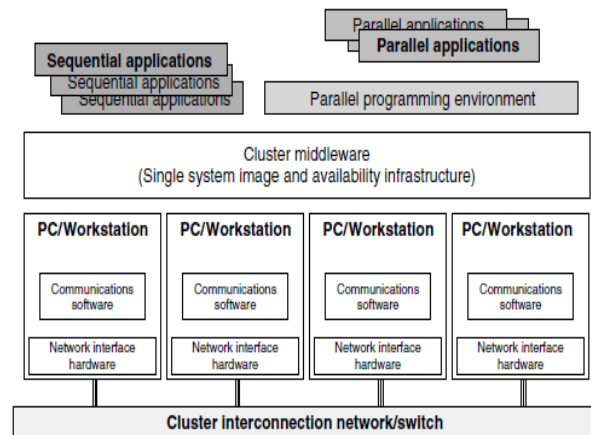 Parallel applications
Parallel applications
Sequential applications
Sequential applications
Sequential applications
Parallel programming environment
Cluster middleware
(Single system image and availability infrastructure)
PC/Workstation
PC/Workstation
PC/Workstation
PC/Workstation
Communications
software
Communications
software
Communications
software
Communications
software
Network interface
hardware
Network interface
hardware
Network interface
hardware
Network interface
hardware
Cluster interconnection network/switch